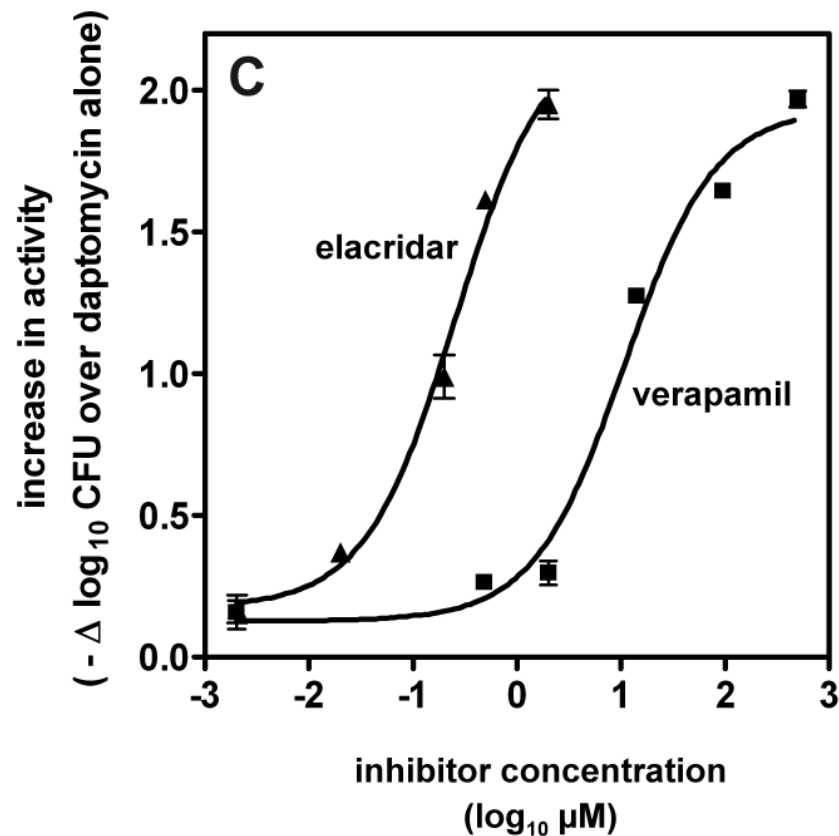 C
increase in activity
( - Δ log₁₀ CFU over daptomycin alone)
2.0
1.5
1.0
0.5
0.0
elacridar
verapamil
-3 -2 -1 0 1 2 3
inhibitor concentration
(log₁₀ µM)